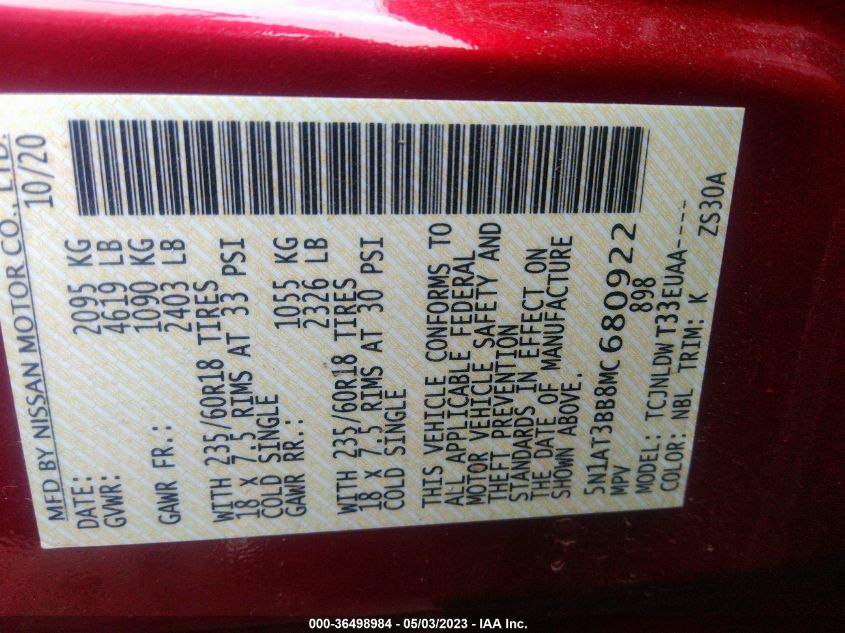 MFD BY NISSAN MOTOR CO., LTD.
DATE: 10/20
GVWR: 2095 KG
4619 LB
GAWR FR.: 1090 KG
2403 LB
WITH 235/60R18 TIRES
18 X 7.5 RIMS AT 33 PSI
COLD SINGLE
GAWR RR.: 1055 KG
2326 LB
WITH 235/60R18 TIRES
18 X 7.5 RIMS AT 30 PSI
COLD SINGLE
THIS VEHICLE CONFORMS TO
ALL APPLICABLE FEDERAL
MOTOR VEHICLE SAFETY AND
THEFT PREVENTION
STANDARDS IN EFFECT ON
THE DATE OF MANUFACTURE
SHOWN ABOVE.
5N1AT3BB8MC680922
MPV 898
MODEL: TCJNLDW T33EUAA----
COLOR: NBL TRIM: K ZS30A
000-36498984 - 05/03/2023 - IAA Inc.